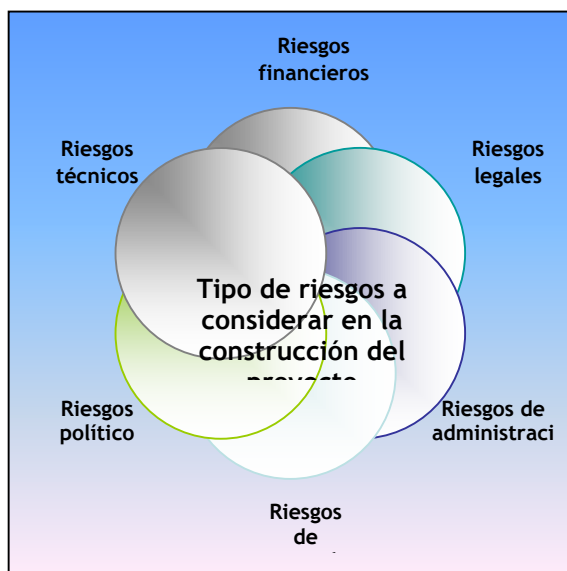 Riesgos
financieros
Riesgos
técnicos
Riesgos
legales
Tipo de riesgos a
considerar en la
construcción del
proyecto
Riesgos
político
Riesgos de
administraci
Riesgos
de